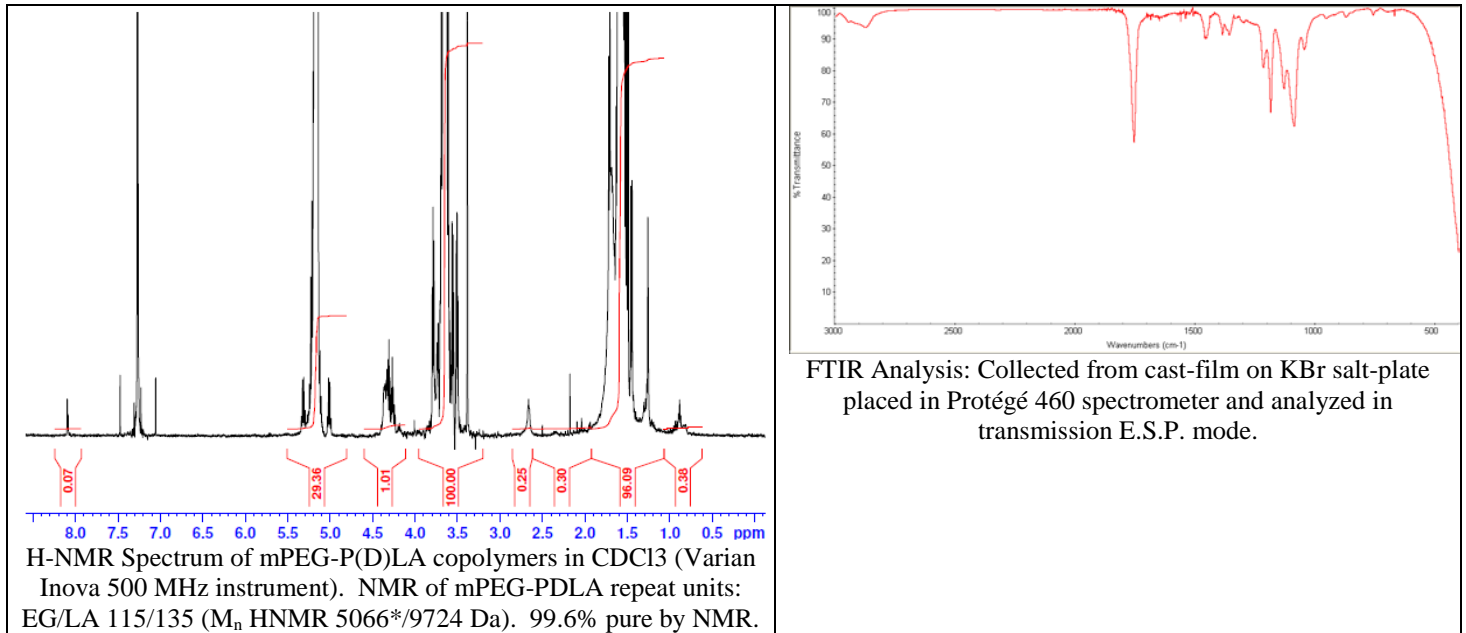 0.07
29.36
1.01
100.00
0.25
0.30
96.09
0.38
8.0 7.5 7.0 6.5 6.0 5.5 5.0 4.5 4.0 3.5 3.0 2.5 2.0 1.5 1.0 0.5 ppm
H-NMR Spectrum of mPEG-P(D)LA copolymers in CDCl3 (Varian
Inova 500 MHz instrument). NMR of mPEG-PDLA repeat units:
EG/LA 115/135 (Mn HNMR 5066*/9724 Da). 99.6% pure by NMR.
100
90
80
70
60
50
40
30
20
10
% Transmittance
3000 2500 2000 1500 1000 500
Wavenumbers (cm-1)
FTIR Analysis: Collected from cast-film on KBr salt-plate
placed in Protégé 460 spectrometer and analyzed in
transmission E.S.P. mode.